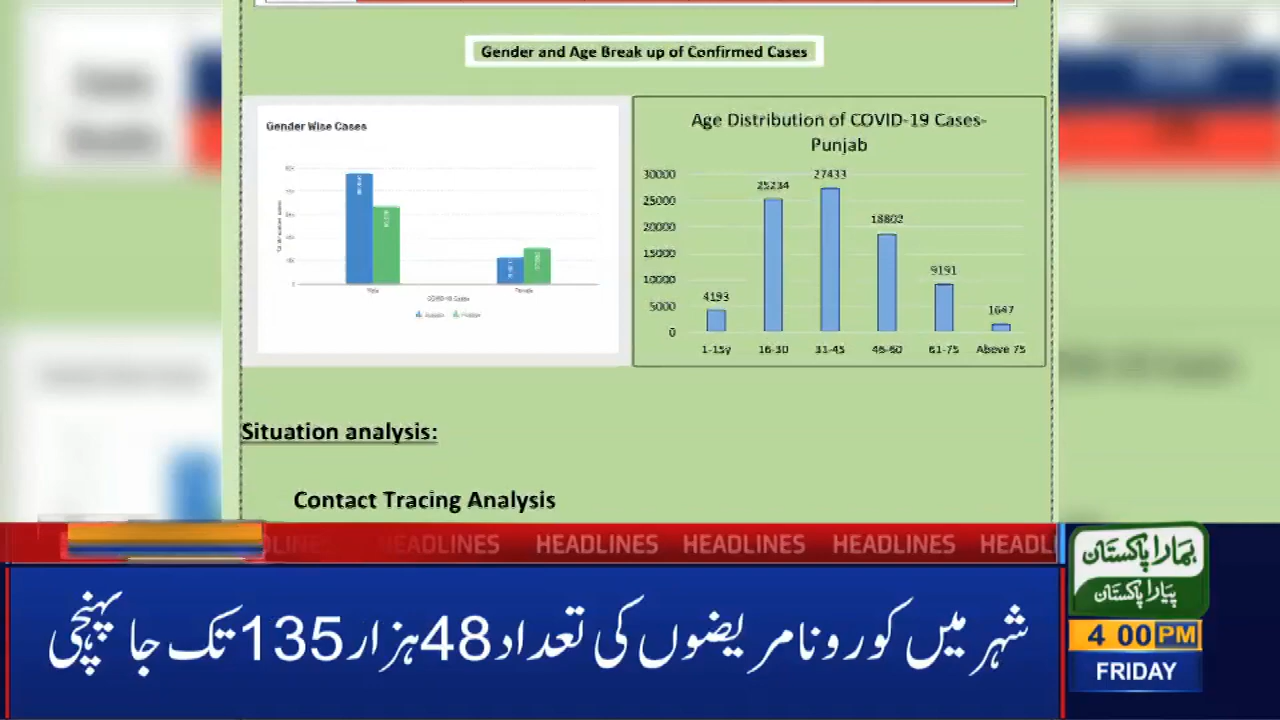 Gender and Age Break up of Confirmed Cases
Gender Wise Cases
COVID-19 Cases
Age Distribution of COVID-19 Cases-
Punjab
30000
25000
20000
15000
10000
5000
0
4193
25234
27433
18802
9191
1647
1-15y
16-30
31-45
46-60
61-75
Above 75
Situation analysis:
Contact Tracing Analysis
HEADLINES HEADLINES HEADLINES HEADLINES
شہر میں کورونا مریضوں کی تعداد 48 ہزار 135 تک جا پہنچی
ہمارا پاکستان
پیارا پاکستان
4 00 PM
FRIDAY